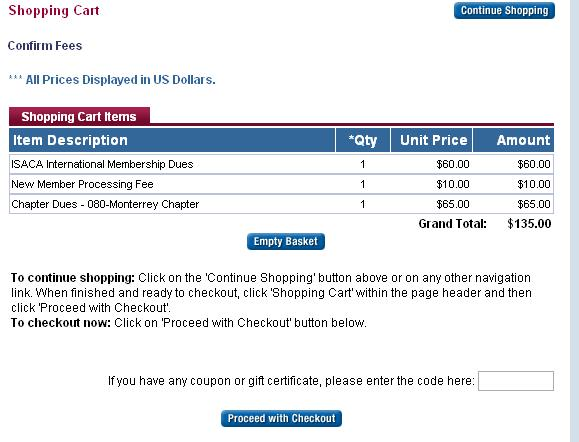 Shopping Cart
Continue Shopping
Confirm Fees
*** All Prices Displayed in US Dollars.
Shopping Cart Items
Item Description *Qty Unit Price Amount
ISACA International Membership Dues 1 $60.00 $60.00
New Member Processing Fee 1 $10.00 $10.00
Chapter Dues - 080-Monterrey Chapter 1 $65.00 $65.00
Grand Total: $135.00
Empty Basket
To continue shopping: Click on the 'Continue Shopping' button above or on any other navigation
link. When finished and ready to checkout, click 'Shopping Cart' within the page header and then
click 'Proceed with Checkout'.
To checkout now: Click on 'Proceed with Checkout' button below.
If you have any coupon or gift certificate, please enter the code here:
Proceed with Checkout